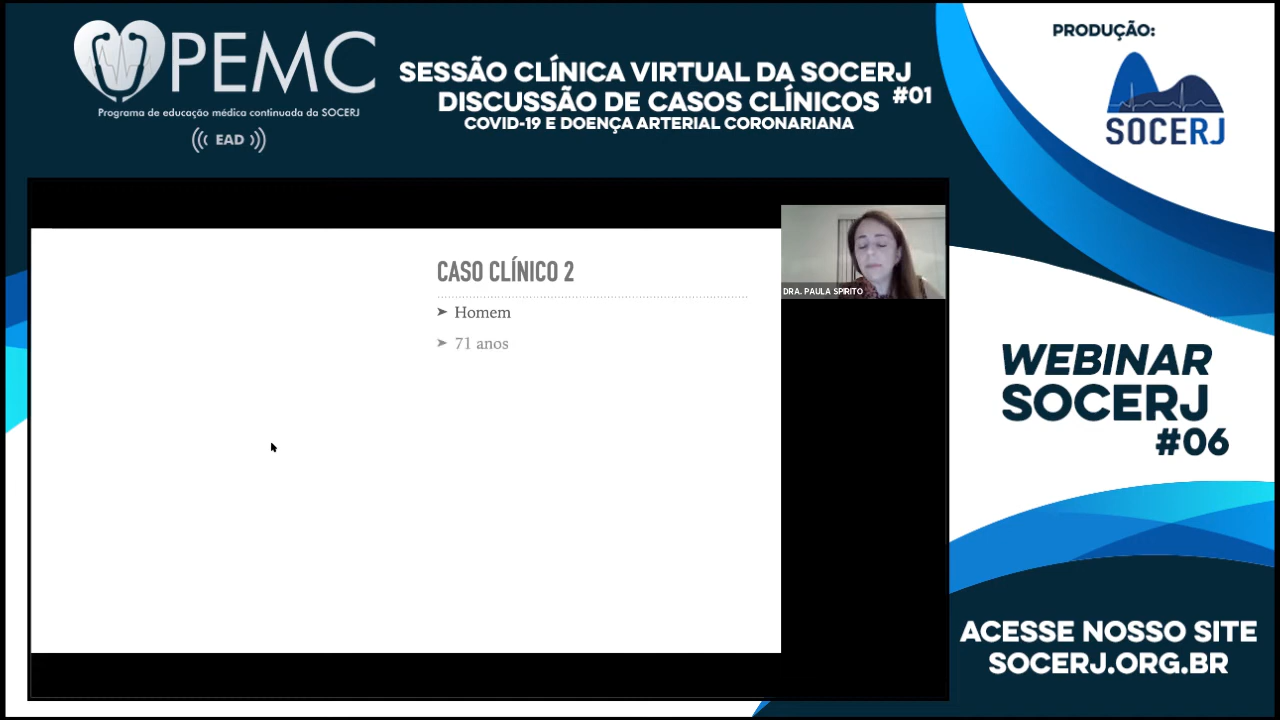 PEMC
Programa de educação médica continuada da SOCERJ
EAD
SESSÃO CLÍNICA VIRTUAL DA SOCERJ
DISCUSSÃO DE CASOS CLÍNICOS #01
COVID-19 E DOENÇA ARTERIAL CORONARIANA
PRODUÇÃO:
SOCERJ
CASO CLÍNICO 2
➤ Homem
➤ 71 anos
DRA. PAULA SPIRITO
WEBINAR
SOCERJ
#06
ACESSE NOSSO SITE
SOCERJ.ORG.BR